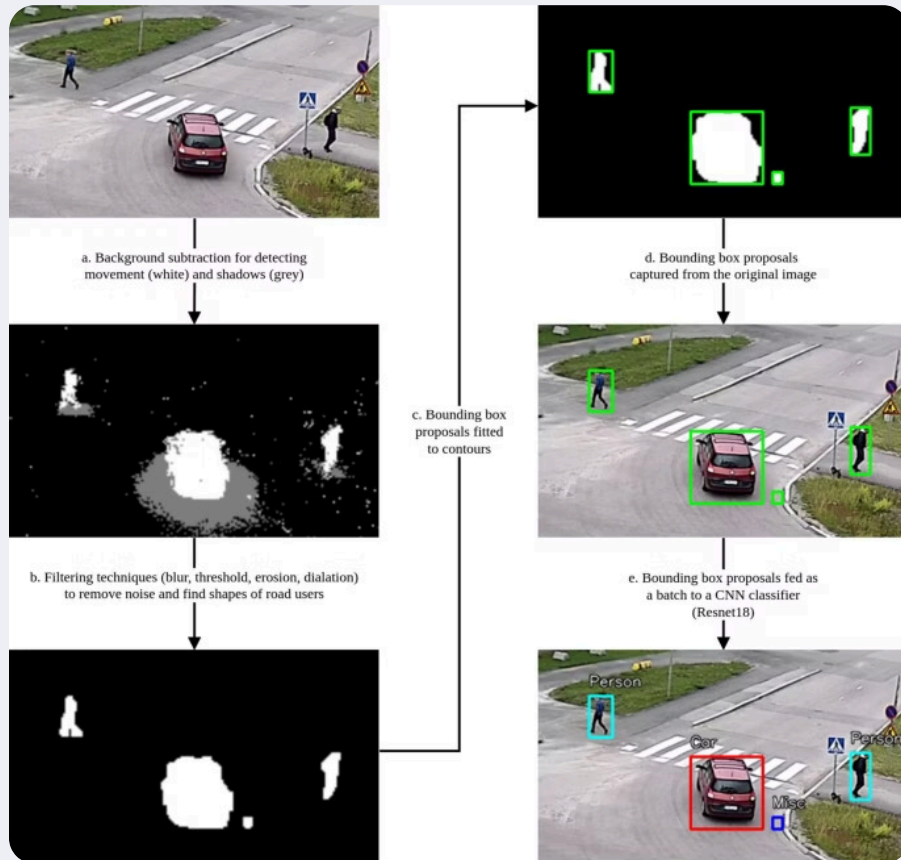 a. Background subtraction for detecting
movement (white) and shadows (grey)
b. Filtering techniques (blur, threshold, erosion, dialation)
to remove noise and find shapes of road users
c. Bounding box
proposals fitted
to contours
d. Bounding box proposals
captured from the original image
e. Bounding box proposals fed as
a batch to a CNN classifier
(Resnet18)
Person
Car
Person
Misc